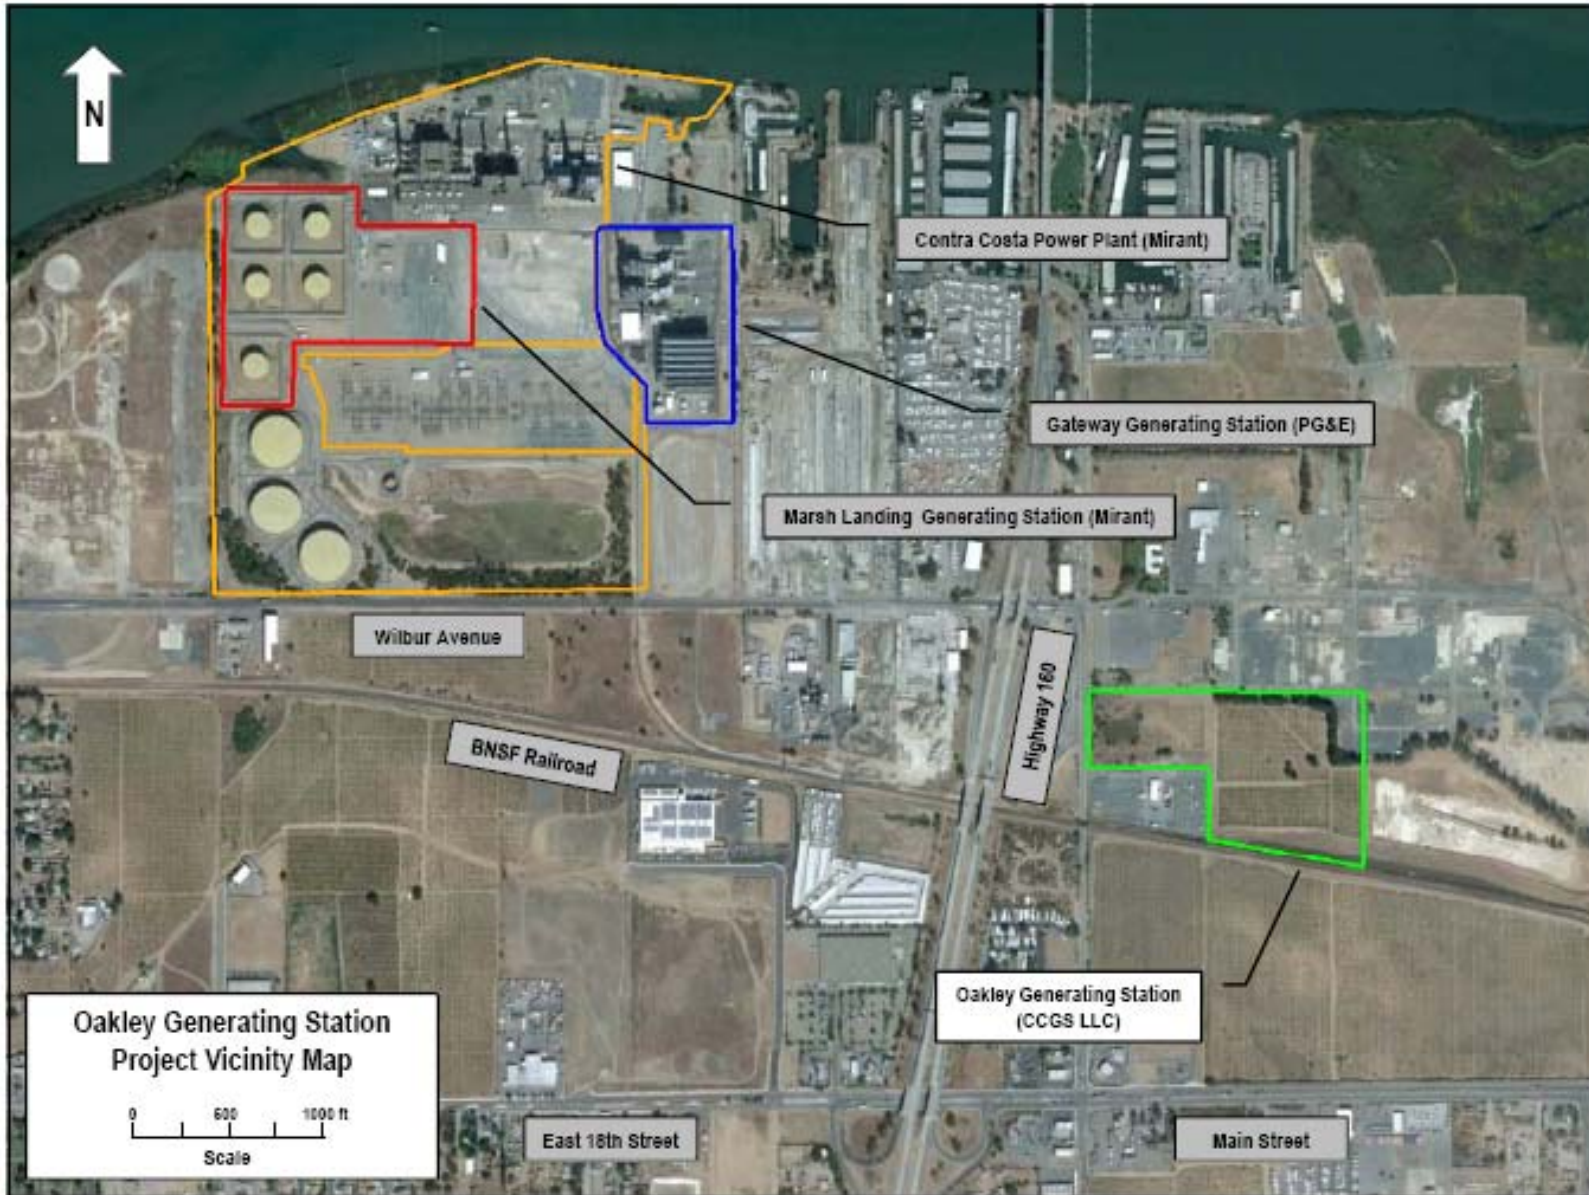 N
Contra Costa Power Plant (Mirant)
Gateway Generating Station (PG&E)
Marsh Landing Generating Station (Mirant)
Wilbur Avenue
BNSF Railroad
Highway 160
Oakley Generating Station
(CCGS LLC)
Oakley Generating Station
Project Vicinity Map
0 500 1000 ft
Scale
East 18th Street
Main Street